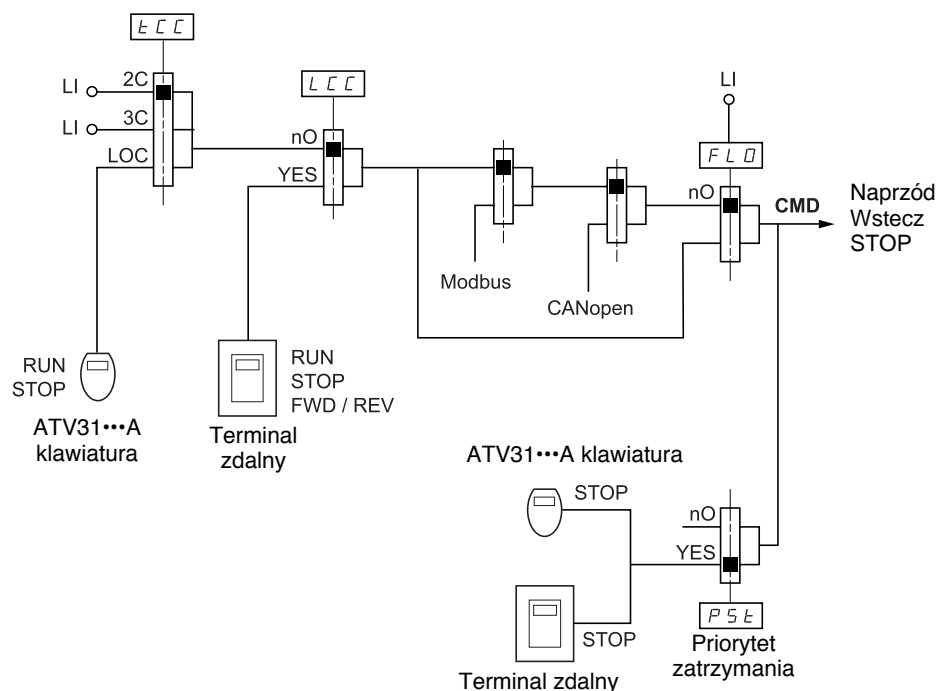 tCC
LI
2C
LI
3C
LOC
LCC
nO
YES
LI
FLO
nO
CMD
Naprzód
Wstecz
STOP
Modbus
CANopen
RUN
STOP
ATV31•••A
klawiatura
RUN
STOP
FWD / REV
Terminal
zdalny
ATV31•••A klawiatura
STOP
nO
YES
STOP
PSt
Priorytet
zatrzymania
Terminal zdalny